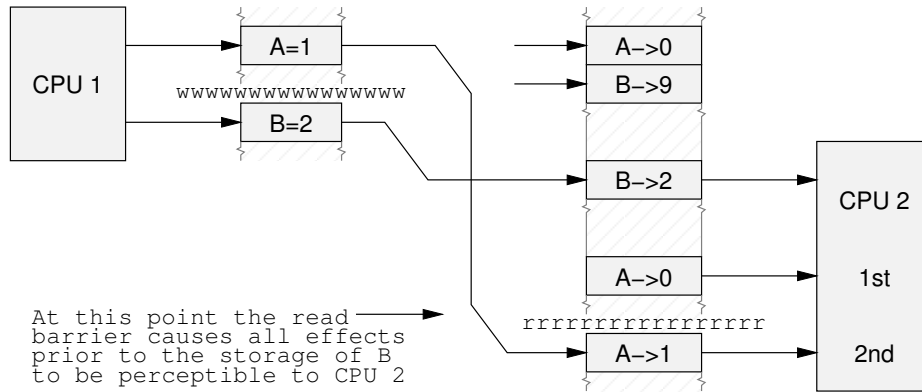 A=1
A−>0
CPU 1
B−>9
wwwwwwwwwwwwwwww
B=2
B−>2
CPU 2
A−>0
1st
At this point the read
barrier causes all effects
prior to the storage of B
to be perceptible to CPU 2
rrrrrrrrrrrrrrrrr
A−>1
2nd